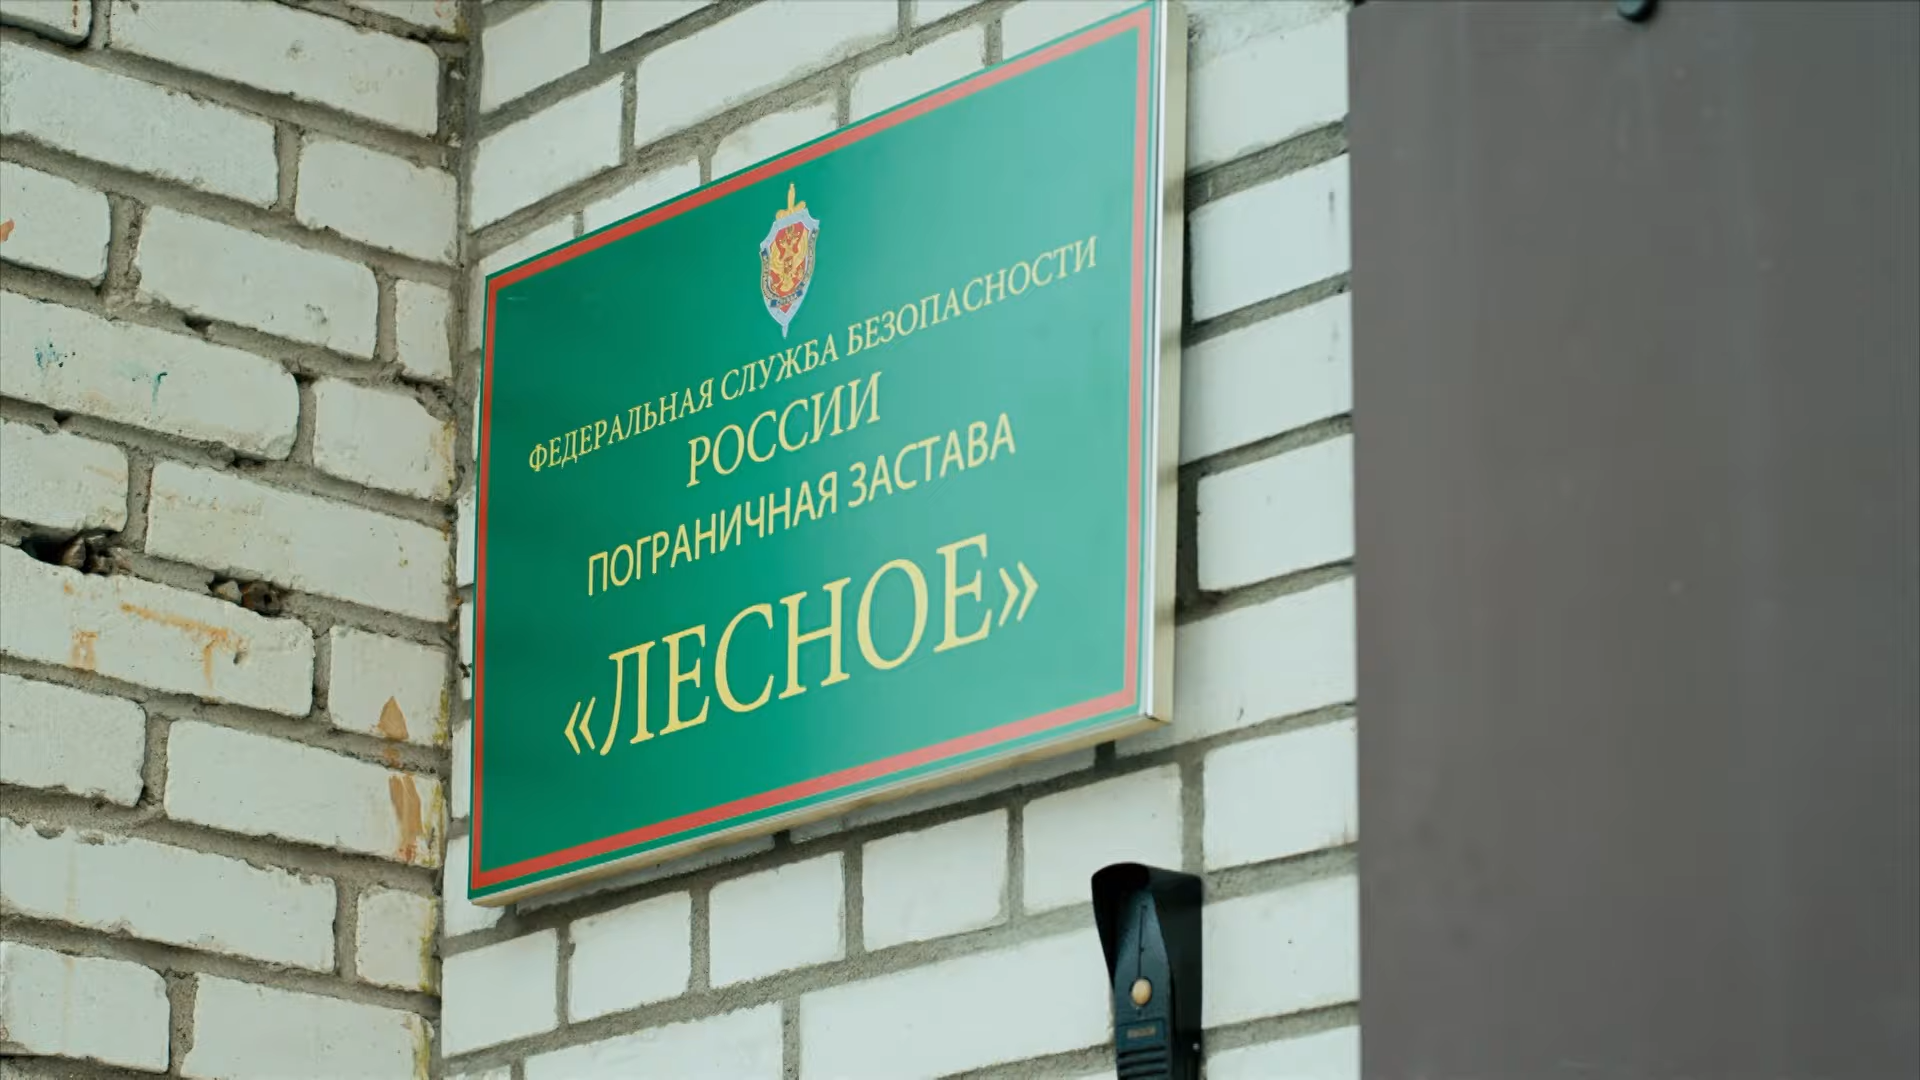 ФЕДЕРАЛЬНАЯ СЛУЖБА БЕЗОПАСНОСТИ
РОССИИ
ПОГРАНИЧНАЯ ЗАСТАВА
«ЛЕСНОЕ»